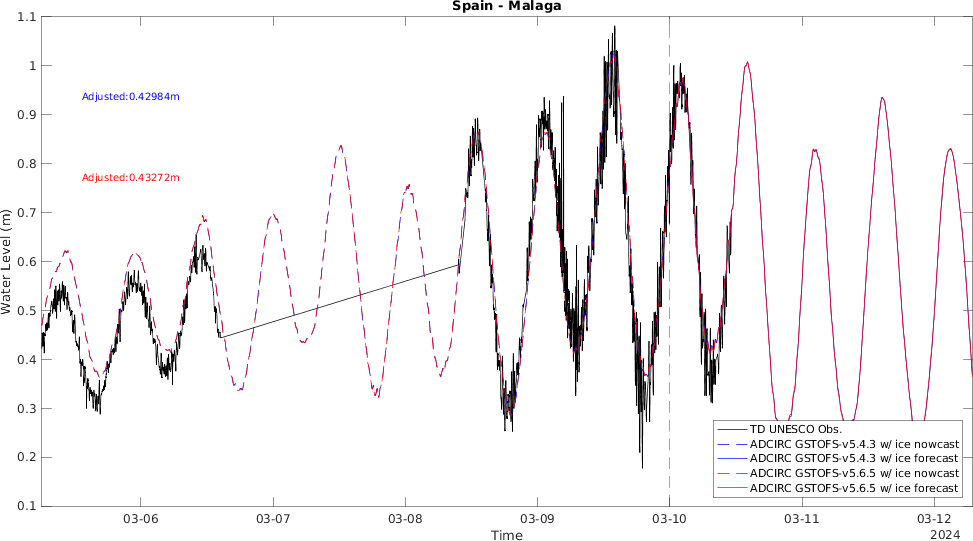 Spain - Malaga
1.1
1
0.9
0.8
0.7
0.6
0.5
0.4
0.3
0.2
0.1
Water Level (m)
Adjusted:0.42984m
Adjusted:0.43272m
TD UNESCO Obs.
ADCIRC GSTOFS-v5.4.3 w/ ice nowcast
ADCIRC GSTOFS-v5.4.3 w/ ice forecast
ADCIRC GSTOFS-v5.6.5 w/ ice nowcast
ADCIRC GSTOFS-v5.6.5 w/ ice forecast
03-06 03-07 03-08 03-09 03-10 03-11 03-12
Time
2024